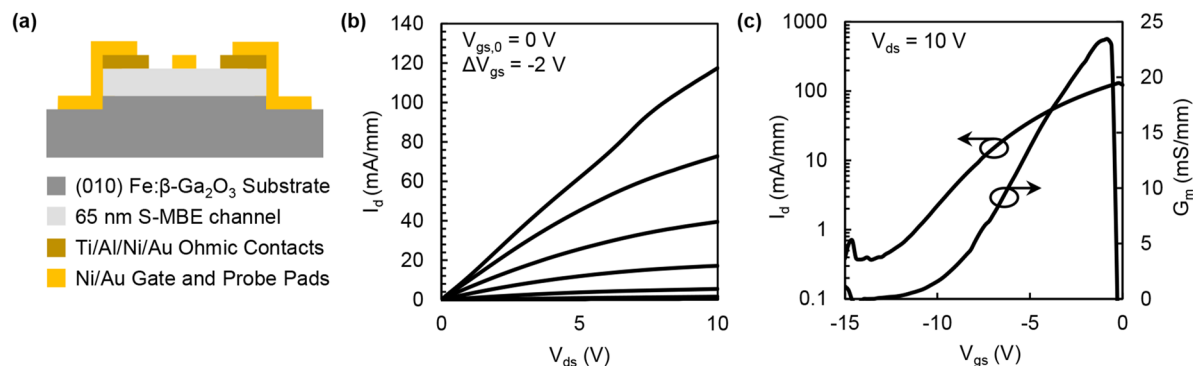 (a)
(010) Fe:β-Ga₂O₃ Substrate
65 nm S-MBE channel
Ti/Al/Ni/Au Ohmic Contacts
Ni/Au Gate and Probe Pads
(b)
V_gs,0 = 0 V
ΔV_gs = -2 V
I_d (mA/mm)
140
120
100
80
60
40
20
0
0 5 10
V_ds (V)
(c)
V_ds = 10 V
I_d (mA/mm)
1000
100
10
1
0.1
-15 -10 -5 0
V_gs (V)
25
20
15
10
5
0
G_m (mS/mm)